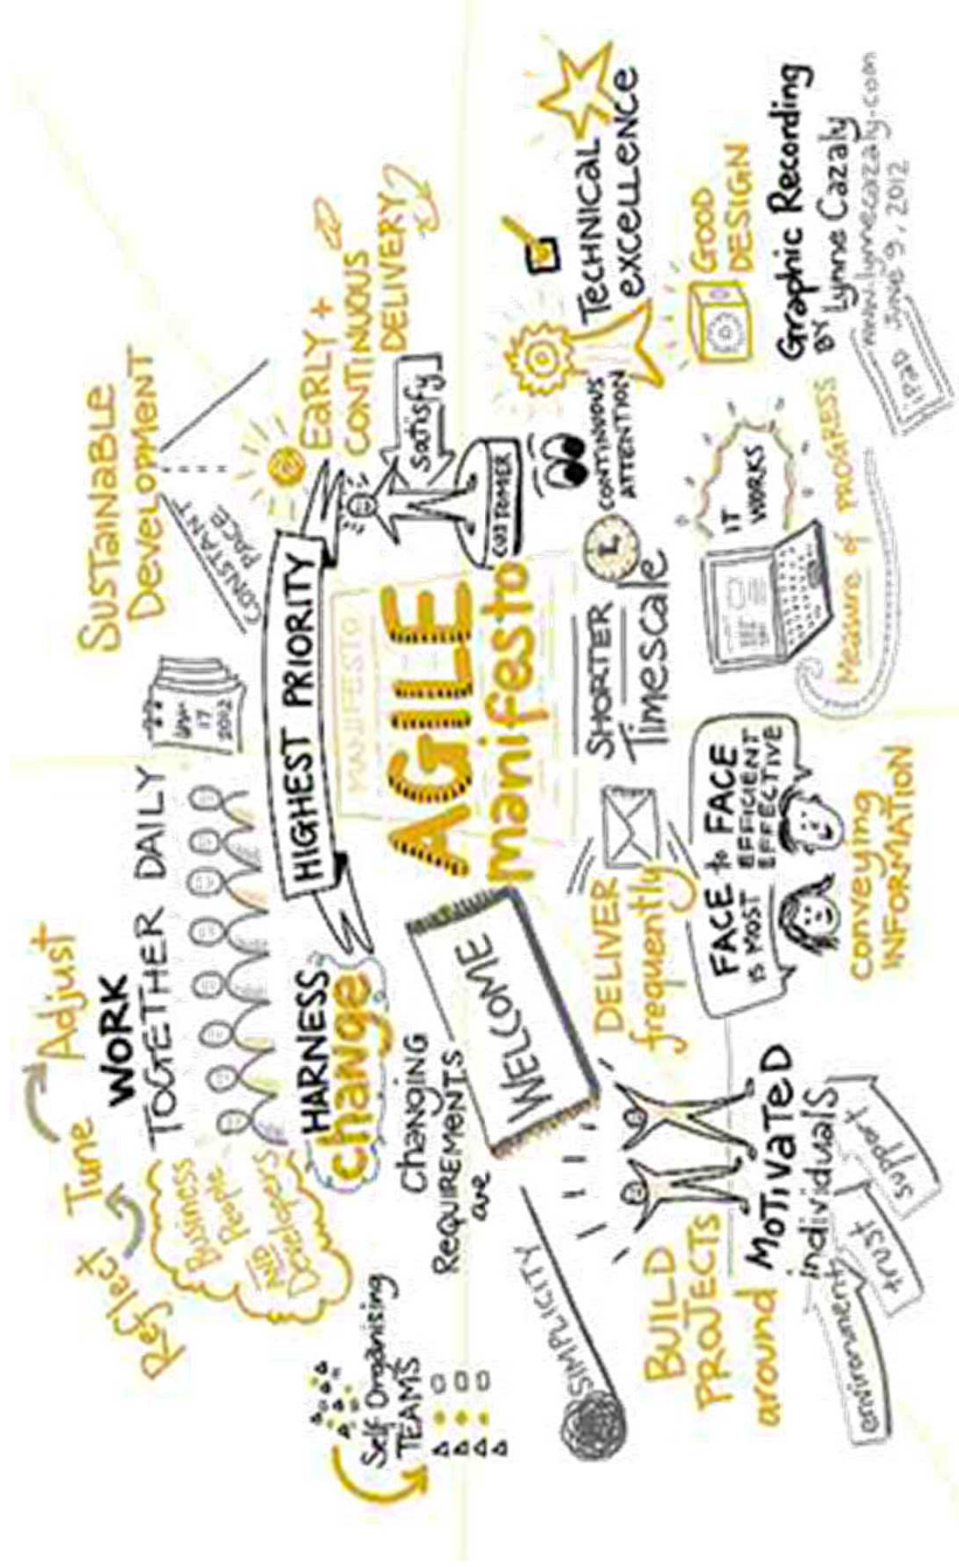 Reflect
Tune
Adjust
WORK
TOGETHER DAILY
Business
People
AND
Developers
Jun
17
2012
SUSTainable
Development
CONSTANT
PACE
HIGHEST PRIORITY
EaRLY +
CONTINUOUS
DELIVERY
Satisfy
CUSTOMER
MANIFESTO
AGILE
manifesto
HARNESS
change
Changing
Requirements
are
WELCOME
Self Organising
TEAMS
SIMPLICITY
DELIVER
frequently
SHORTER
Timescale
CONTINUOUS
ATTENTION
Technical
excellence
GOOD
DESIGN
BUILD
PROJECTS
around
MOTIVaTeD
individuals
environment
trust
support
FACE to FACE
IS MOST
EFFICIENT
EFFECTIVE
conveying
INFORMATION
IT
WORKS
Measure of PROGRESS
Graphic Recording
BY Lynne Cazaly
www.lynnecazaly.com
iPad
JUNE 9, 2012